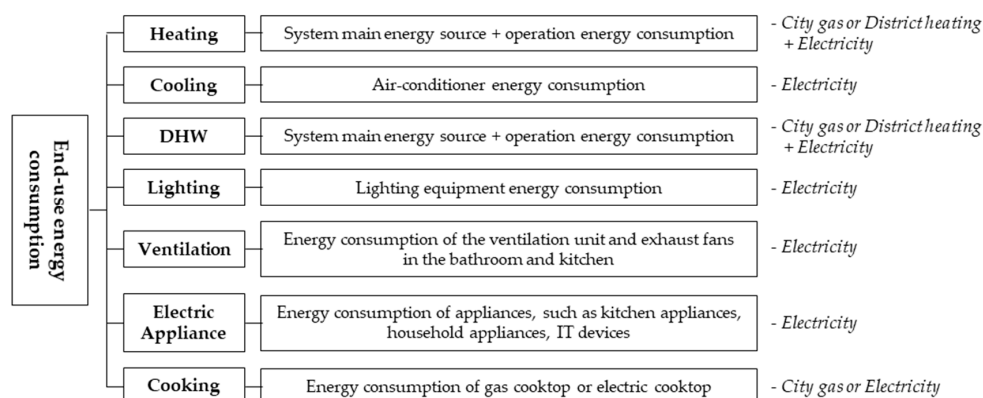 End-use energy
consumption
Heating
System main energy source + operation energy consumption
- City gas or District heating
+ Electricity
Cooling
Air-conditioner energy consumption
- Electricity
DHW
System main energy source + operation energy consumption
- City gas or District heating
+ Electricity
Lighting
Lighting equipment energy consumption
- Electricity
Ventilation
Energy consumption of the ventilation unit and exhaust fans
in the bathroom and kitchen
- Electricity
Electric
Appliance
Energy consumption of appliances, such as kitchen appliances,
household appliances, IT devices
- Electricity
Cooking
Energy consumption of gas cooktop or electric cooktop
- City gas or Electricity